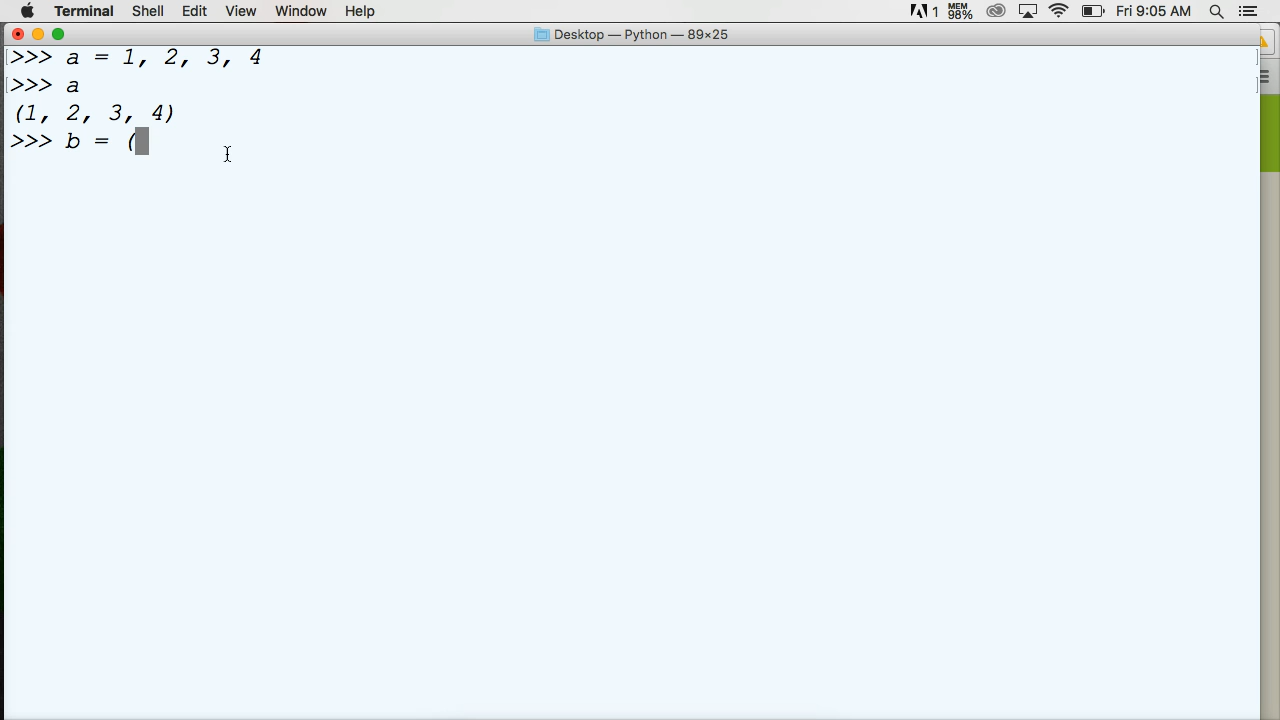 Terminal Shell Edit View Window Help 1 MEM 98% Fri 9:05 AM
Desktop — Python — 89×25
>>> a = 1, 2, 3, 4
>>> a
(1, 2, 3, 4)
>>> b = (